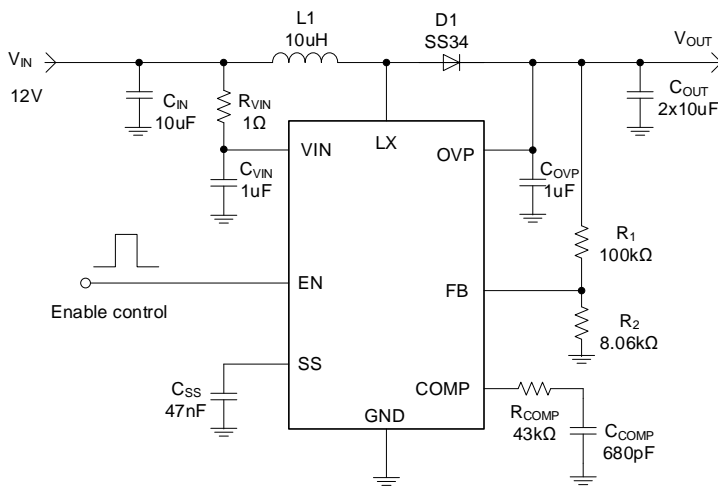 L1
10uH
D1
SS34
VIN
12V
VOUT
CIN
10uF
RVIN
1Ω
COUT
2x10uF
VIN
LX
OVP
CVIN
1uF
COVP
1uF
R1
100kΩ
EN
FB
Enable control
R2
8.06kΩ
SS
CSS
47nF
COMP
GND
RCOMP
43kΩ
CCOMP
680pF